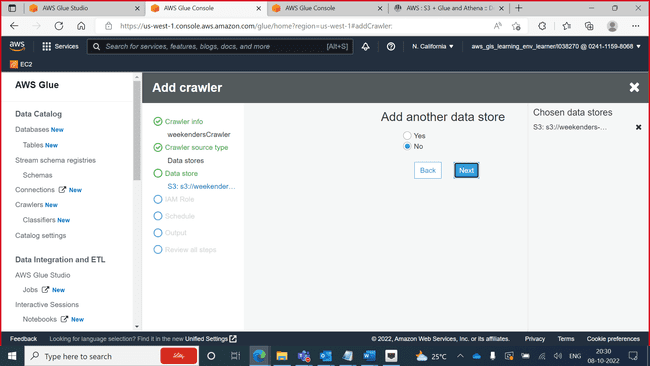 AWS Glue Studio
AWS Glue Console
AWS Glue Console
AWS : S3 + Glue and Athena :: D
https://us-west-1.console.aws.amazon.com/glue/home?region=us-west-1#addCrawler:
aws
Services
Search for services, features, blogs, docs, and more
[Alt+S]
N. California
aws_gls_learning_env_learner/l038270 @ 0241-1159-8068
EC2
AWS Glue
Add crawler
Data Catalog
Databases New
Tables New
Stream schema registries
Schemas
Connections New
Crawlers New
Classifiers New
Catalog settings
Data Integration and ETL
AWS Glue Studio
Jobs New
Interactive Sessions
Notebooks New
Crawler info
weekendersCrawler
Crawler source type
Data stores
Data store
S3: s3://weekender...
IAM Role
Schedule
Output
Review all steps
Add another data store
Yes
No
Back
Next
Chosen data stores
S3: s3://weekenders-...
Feedback
Looking for language selection? Find it in the new Unified Settings
© 2022, Amazon Web Services, Inc. or its affiliates.
Privacy
Terms
Cookie preferences
Type here to search
25°C
ENG
20:30
08-10-2022